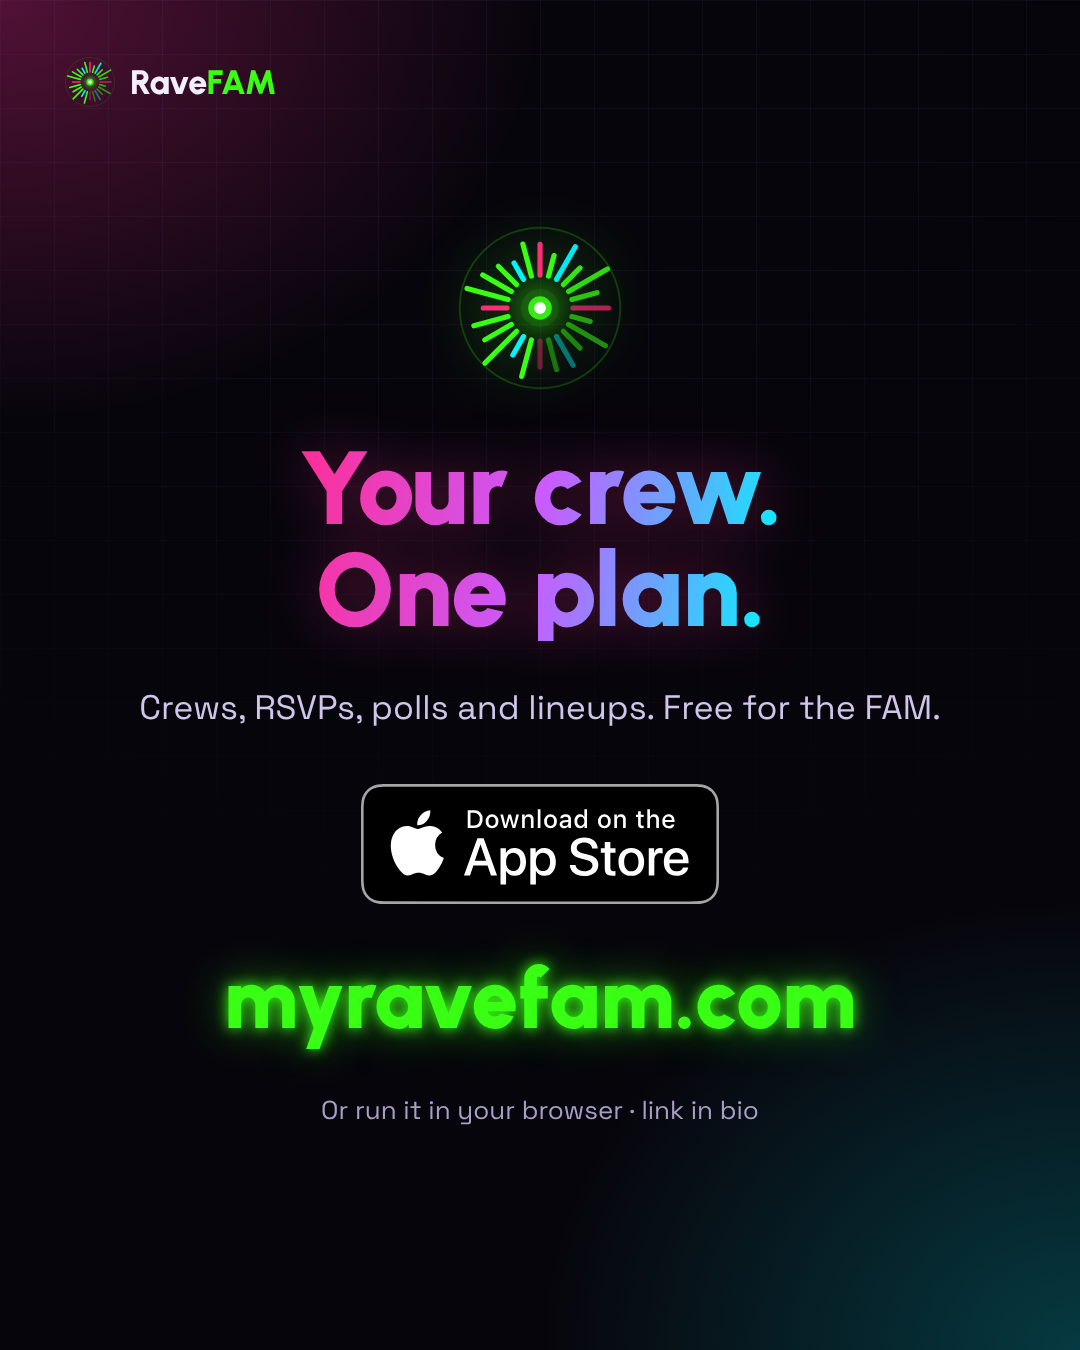 RaveFAM
Your crew.
One plan.
Crews, RSVPs, polls and lineups. Free for the FAM.
Download on the
App Store
myravefam.com
Or run it in your browser · link in bio